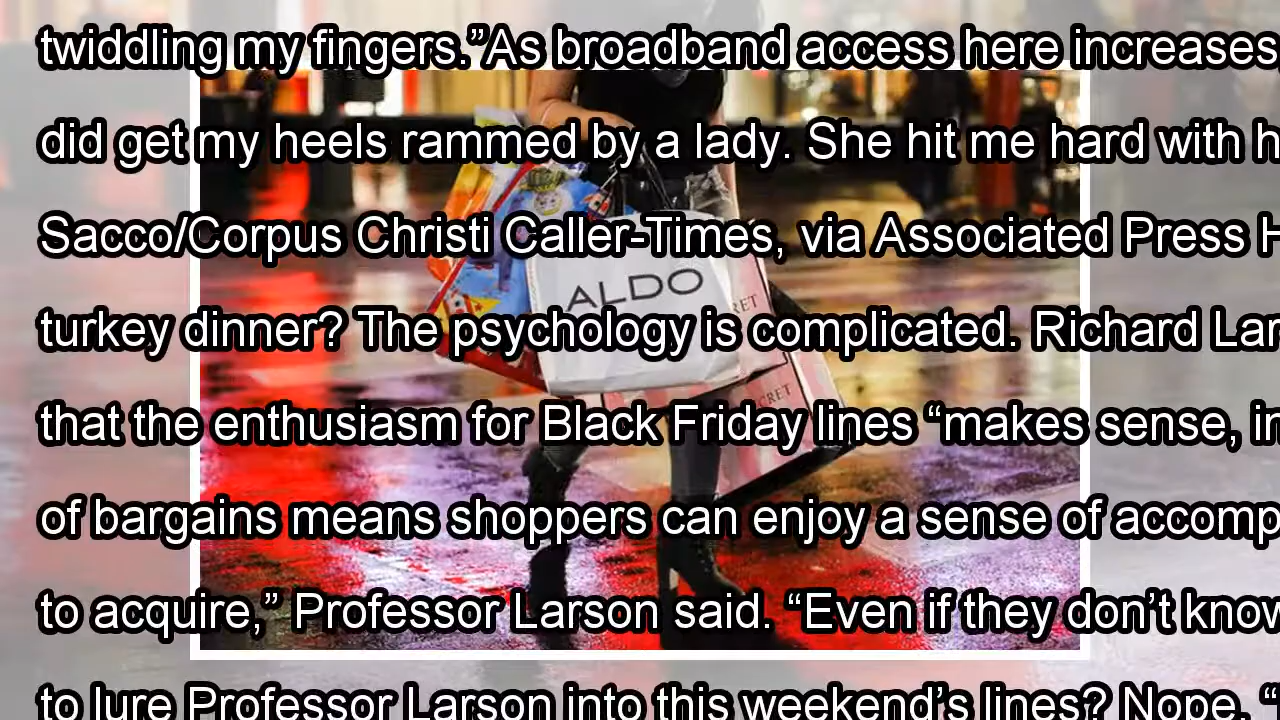 twiddling my fingers.”As broadband access here increases,
did get my heels rammed by a lady. She hit me hard with
Sacco/Corpus Christi Caller-Times, via Associated Press
turkey dinner? The psychology is complicated. Richard
that the enthusiasm for Black Friday lines “makes sense,
of bargains means shoppers can enjoy a sense of
to acquire,” Professor Larson said. “Even if they don’t know
to lure Professor Larson into this weekend’s lines? Nope. “
ALDO